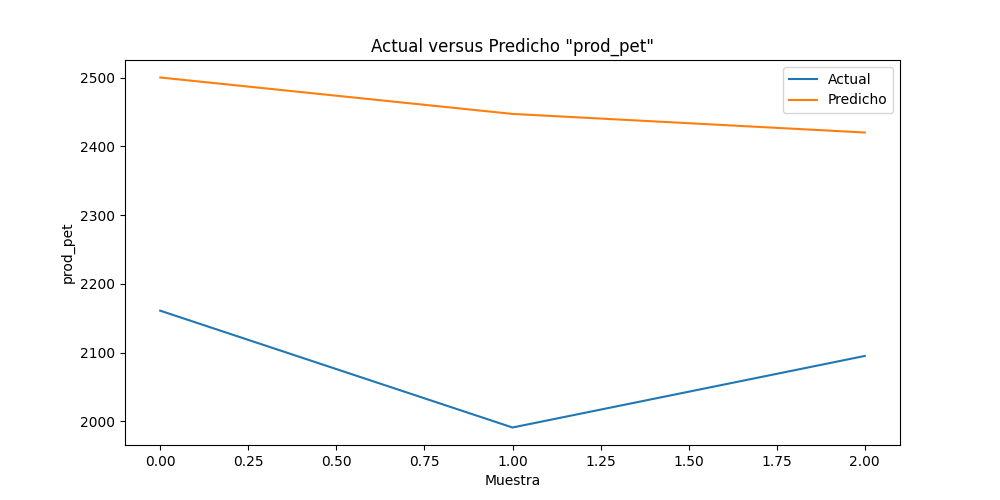 Actual versus Predicho "prod_pet"
Actual
Predicho
prod_pet
2500
2400
2300
2200
2100
2000
0.00 0.25 0.50 0.75 1.00 1.25 1.50 1.75 2.00
Muestra